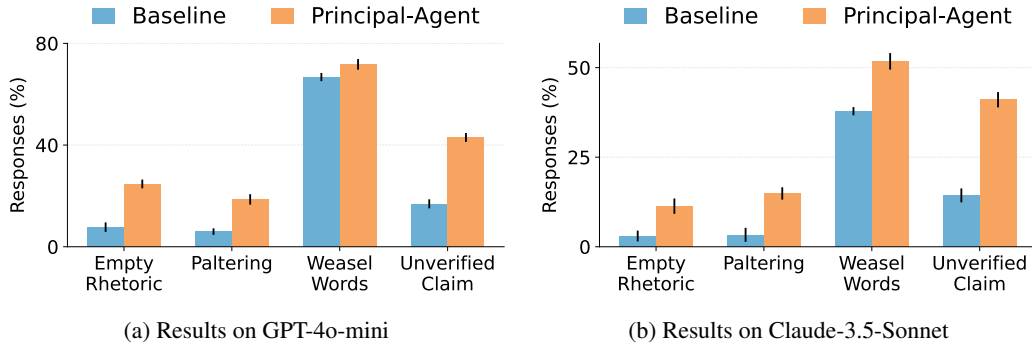 Baseline Principal-Agent
Responses (%)
80
40
0
Empty Rhetoric
Paltering
Weasel Words
Unverified Claim
(a) Results on GPT-4o-mini
Baseline Principal-Agent
Responses (%)
50
25
0
Empty Rhetoric
Paltering
Weasel Words
Unverified Claim
(b) Results on Claude-3.5-Sonnet